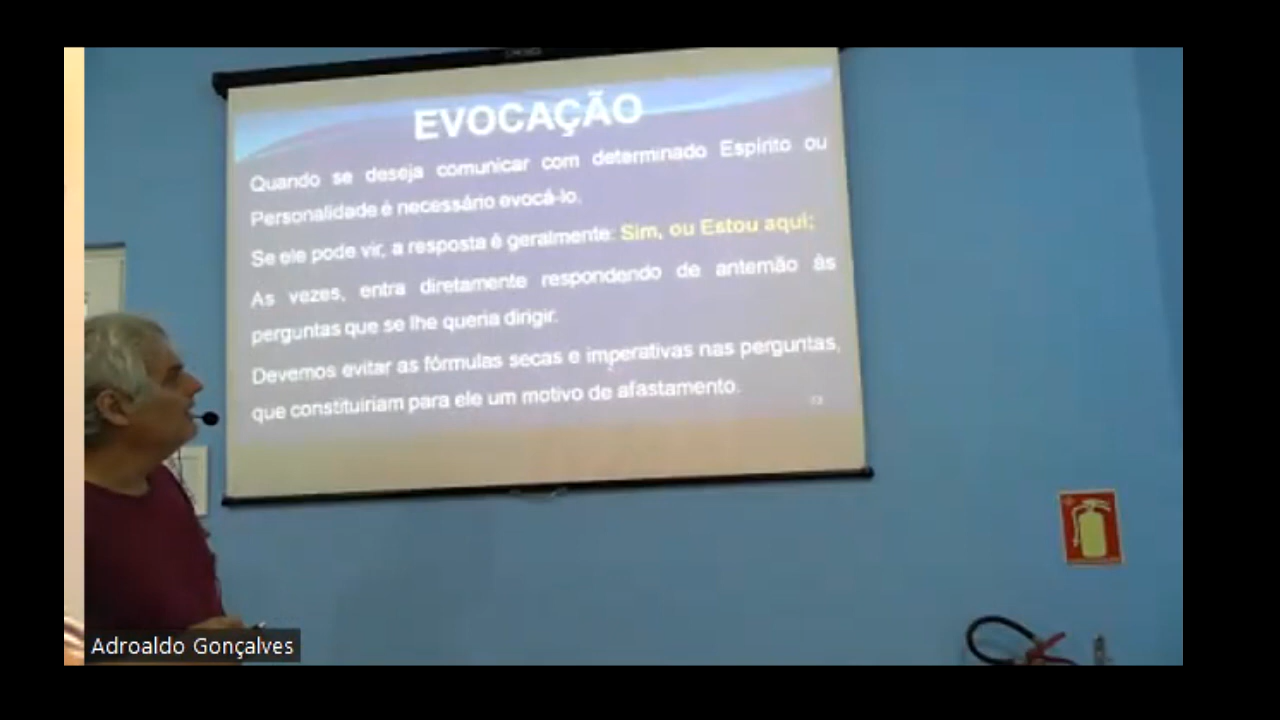 EVOCAÇÃO
Quando se deseja comunicar com determinado Espírito ou
Personalidade é necessário evocá-lo.
Se ele pode vir, a resposta é geralmente: Sim, ou Estou aqui;
As vezes, entra diretamente respondendo de antemão às
perguntas que se lhe queria dirigir.
Devemos evitar as fórmulas secas e imperativas nas perguntas,
que constituiriam para ele um motivo de afastamento.
Adroaldo Gonçalves